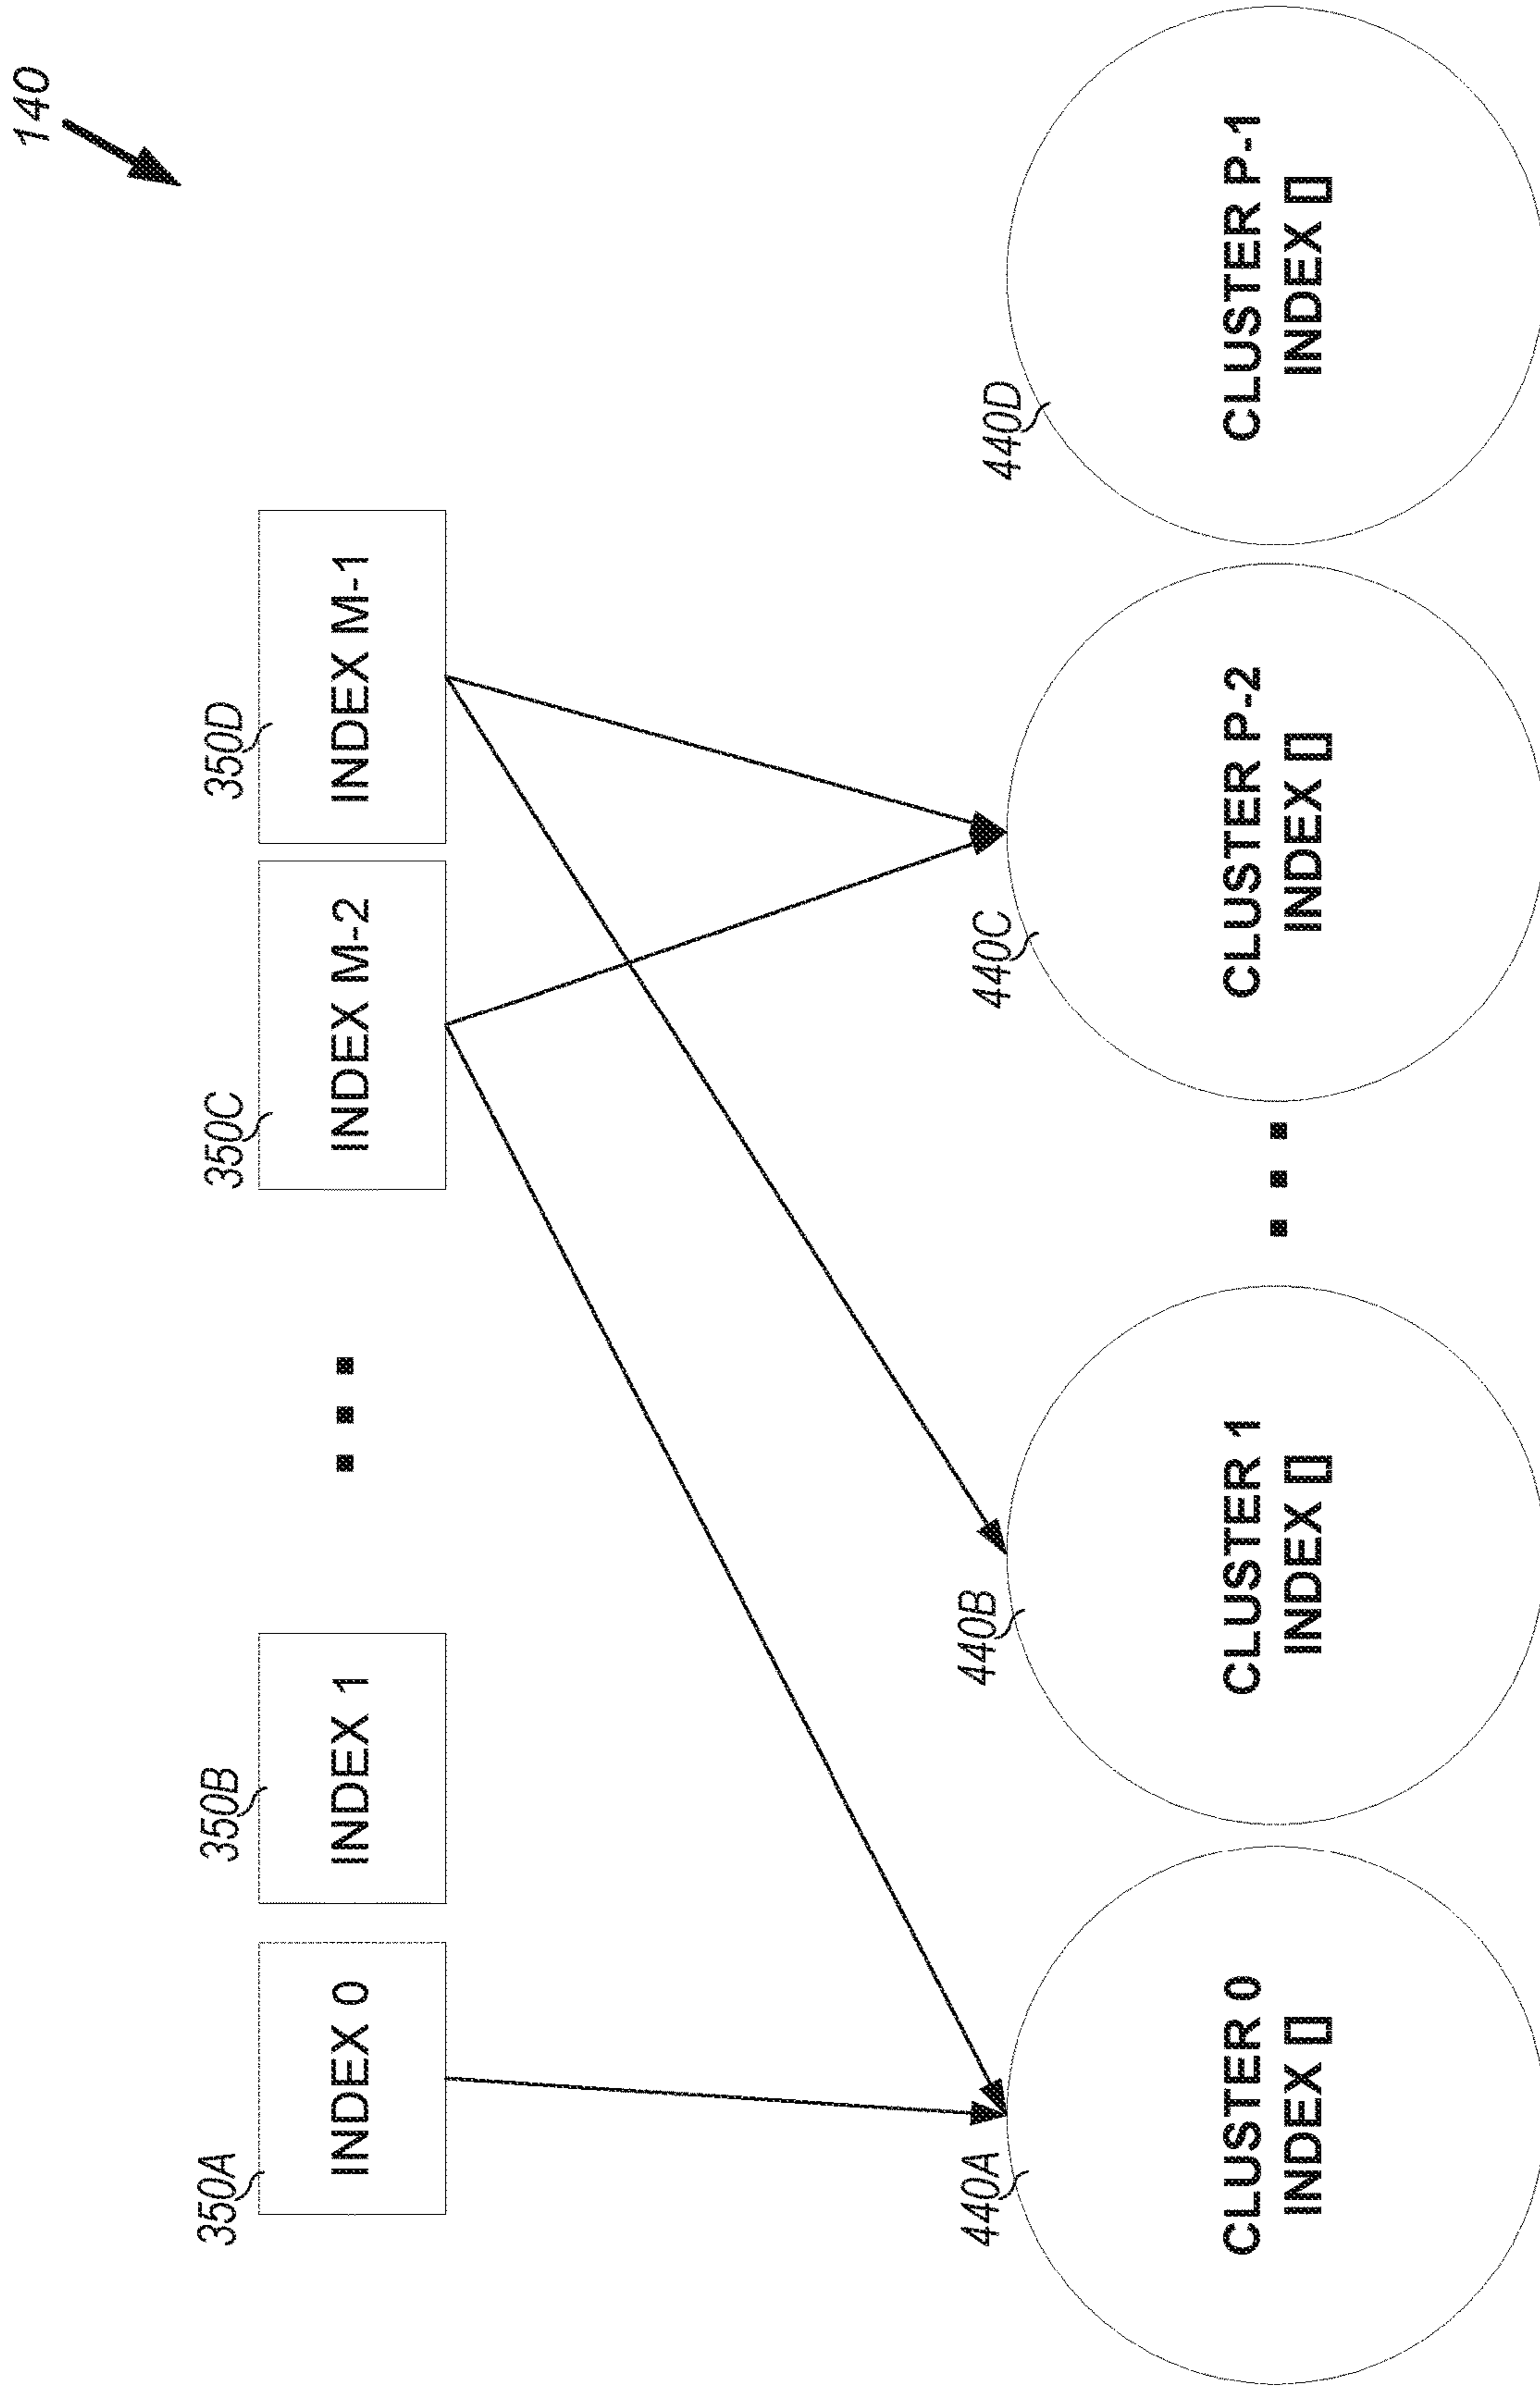 140
350A
350B
350C
350D
INDEX 0
INDEX 1
INDEX M-2
INDEX M-1
440A
440B
440C
440D
CLUSTER 0
INDEX []
CLUSTER 1
INDEX []
CLUSTER P-2
INDEX []
CLUSTER P-1
INDEX []